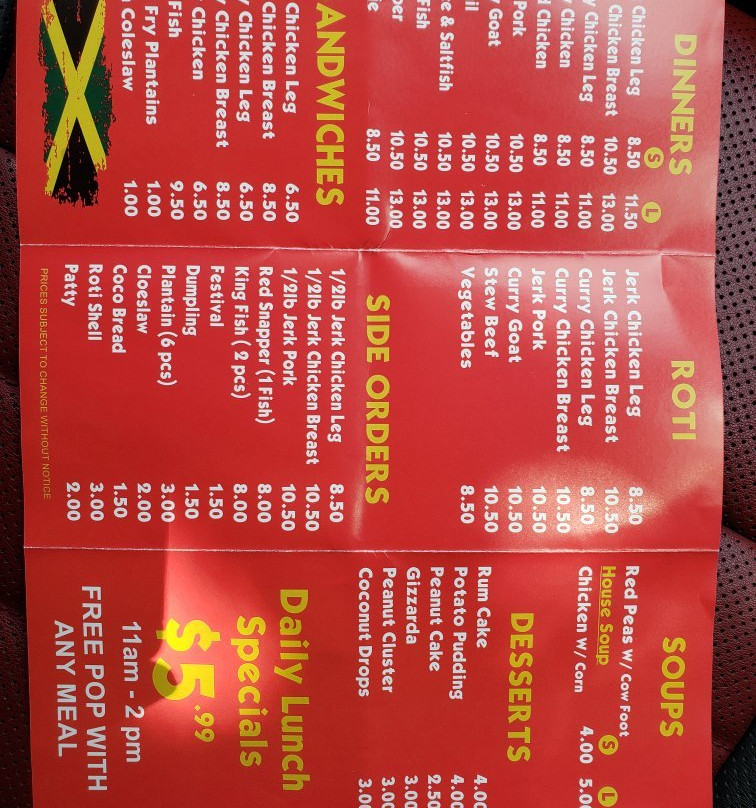 DINNERS
S L
Chicken Leg 8.50 11.50
Chicken Breast 10.50 13.00
Chicken Leg 8.50 11.00
Chicken 8.50 11.00
Chicken 8.50 11.00
Pork 10.50 13.00
Goat 10.50 13.00
10.50 13.00
& Saltfish 10.50 13.00
Fish 10.50 13.00
10.50 13.00
8.50 11.00
ANDWICHES
Chicken Leg 6.50
Chicken Breast 8.50
Chicken Leg 6.50
Chicken Breast 8.50
Chicken 6.50
Fish 9.50
Fry Plantains 1.00
Coleslaw 1.00
ROTI
Jerk Chicken Leg 8.50
Jerk Chicken Breast 10.50
Curry Chicken Leg 8.50
Curry Chicken Breast 10.50
Jerk Pork 10.50
Curry Goat 10.50
Stew Beef 10.50
Vegetables 8.50
SIDE ORDERS
1/2lb Jerk Chicken Leg 8.50
1/2lb Jerk Chicken Breast 10.50
1/2lb Jerk Pork 10.50
Red Snapper (1 Fish) 8.00
King Fish ( 2 pcs) 8.00
Festival 1.50
Dumpling 1.50
Plantain (6 pcs) 3.00
Cloeslaw 2.00
Coco Bread 1.50
Roti Shell 3.00
Patty 2.00
PRICES SUBJECT TO CHANGE WITHOUT NOTICE
SOUPS
Red Peas W/ Cow Foot
House Soup S L
Chicken W/ Corn 4.00 5.0
DESSERTS
Rum Cake 4.00
Potato Pudding 4.00
Peanut Cake 2.50
Gizzarda 3.00
Peanut Cluster 3.00
Coconut Drops 3.00
Daily Lunch
Specials
$5.99
11am - 2 pm
FREE POP WITH
ANY MEAL